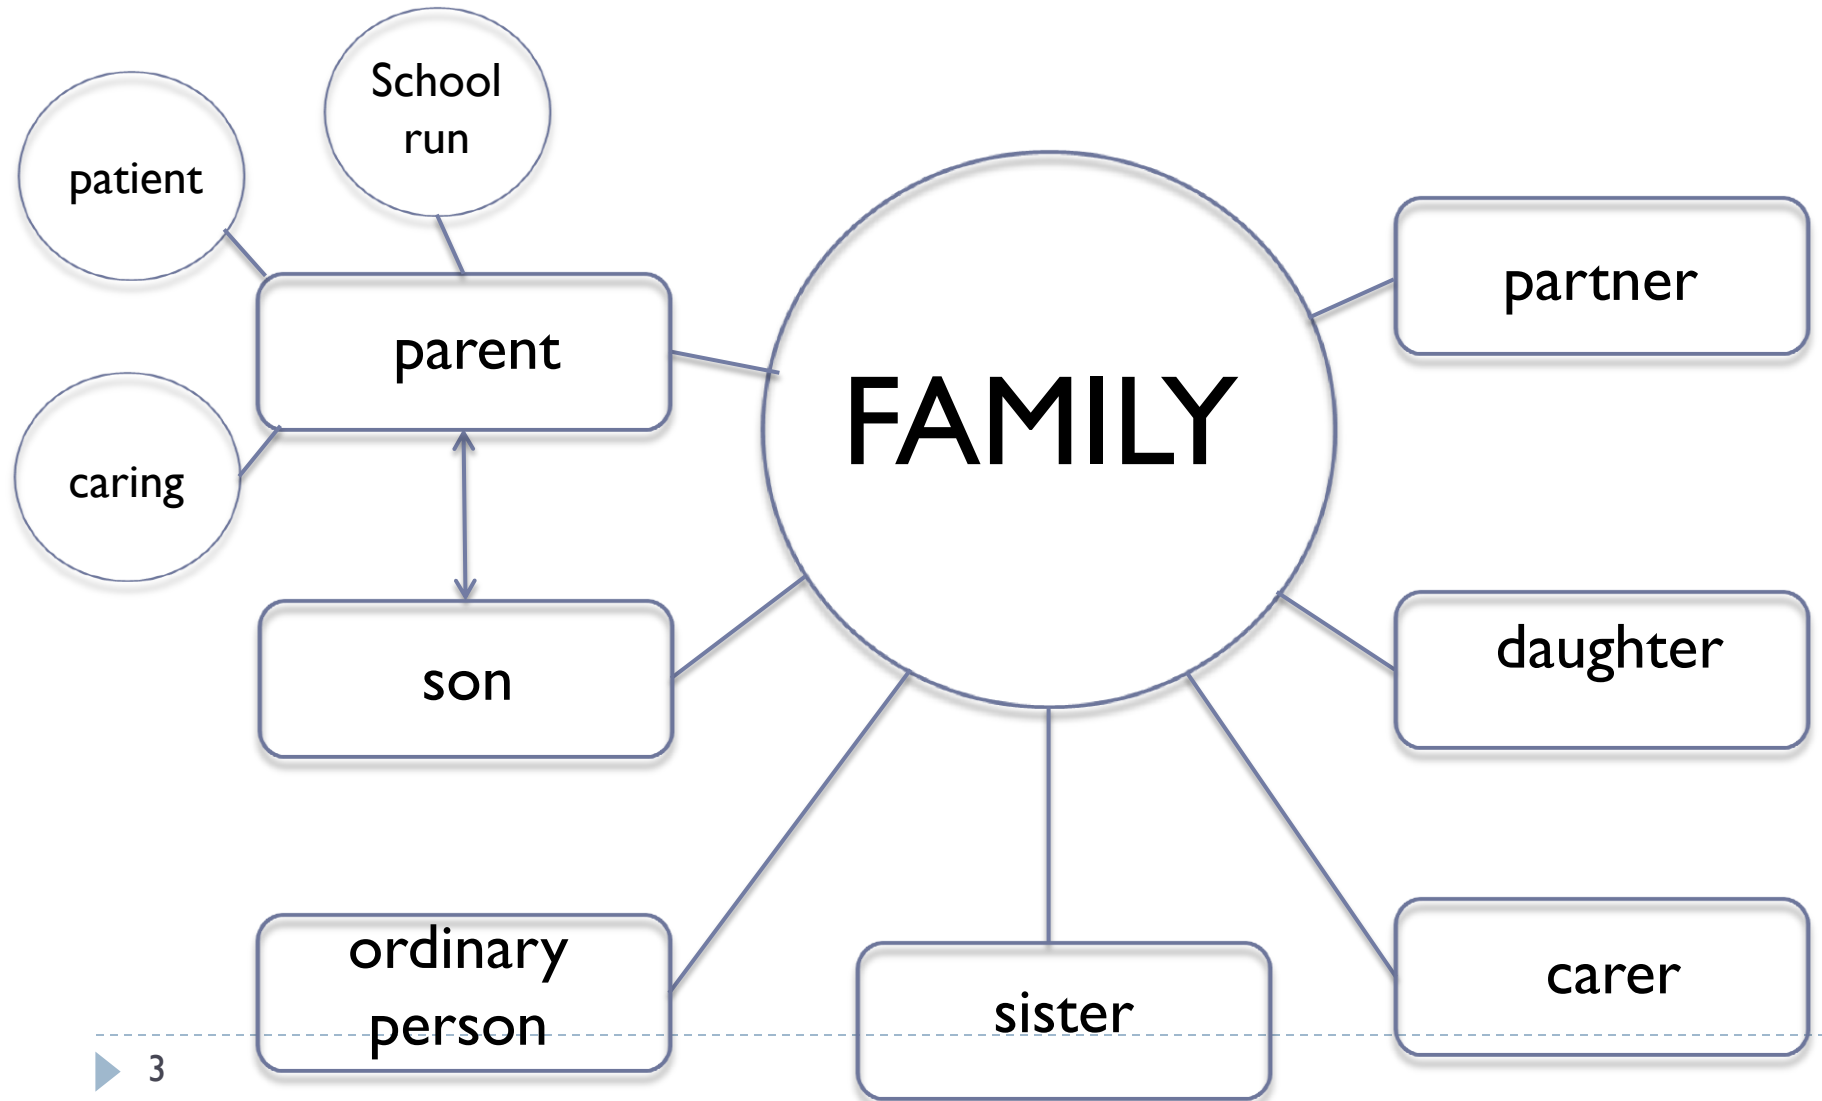 School
run
patient
partner
parent
FAMILY
caring
daughter
son
ordinary
person
sister
carer
3